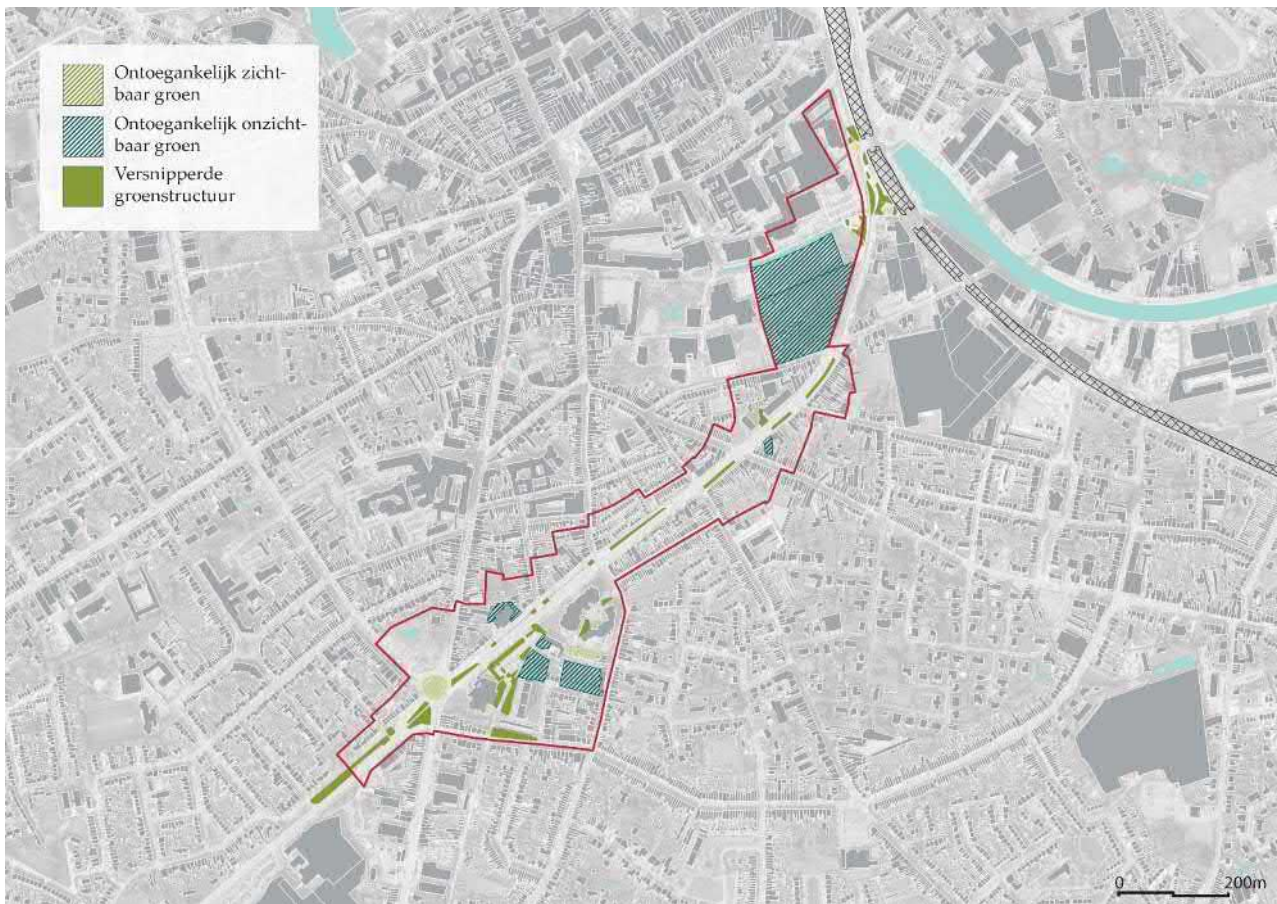 Ontoegankelijk zicht-
baar groen
Ontoegankelijk onzicht-
baar groen
Versnipperde
groenstructuur
0 200m